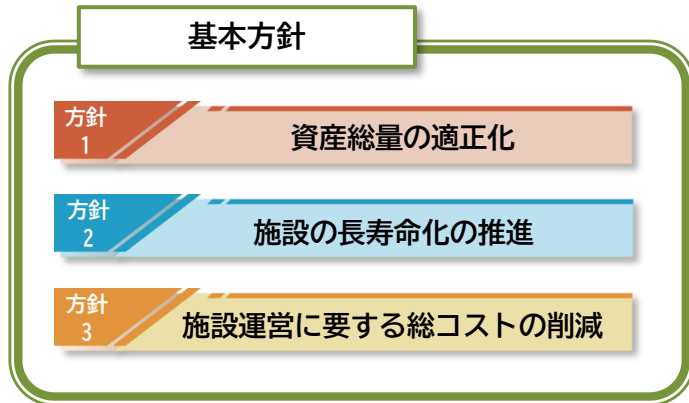 基本方針
方針
1
資産総量の適正化
方針
2
施設の長寿命化の推進
方針
3
施設運営に要する総コストの削減